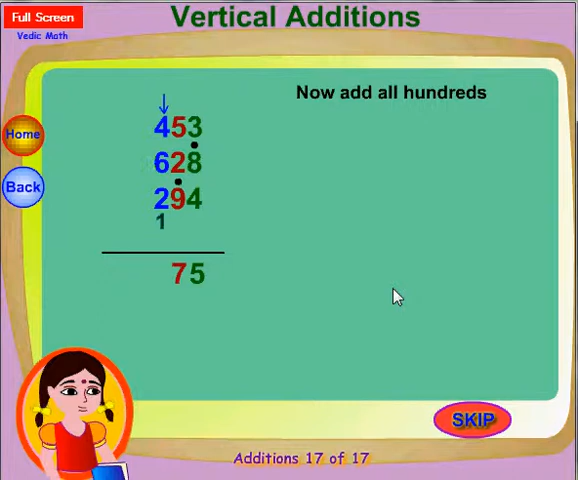 Full Screen
Vertical Additions
Vedic Math
Now add all hundreds
453
Home
628
Back
294
1
75
SKIP
Additions 17 of 17